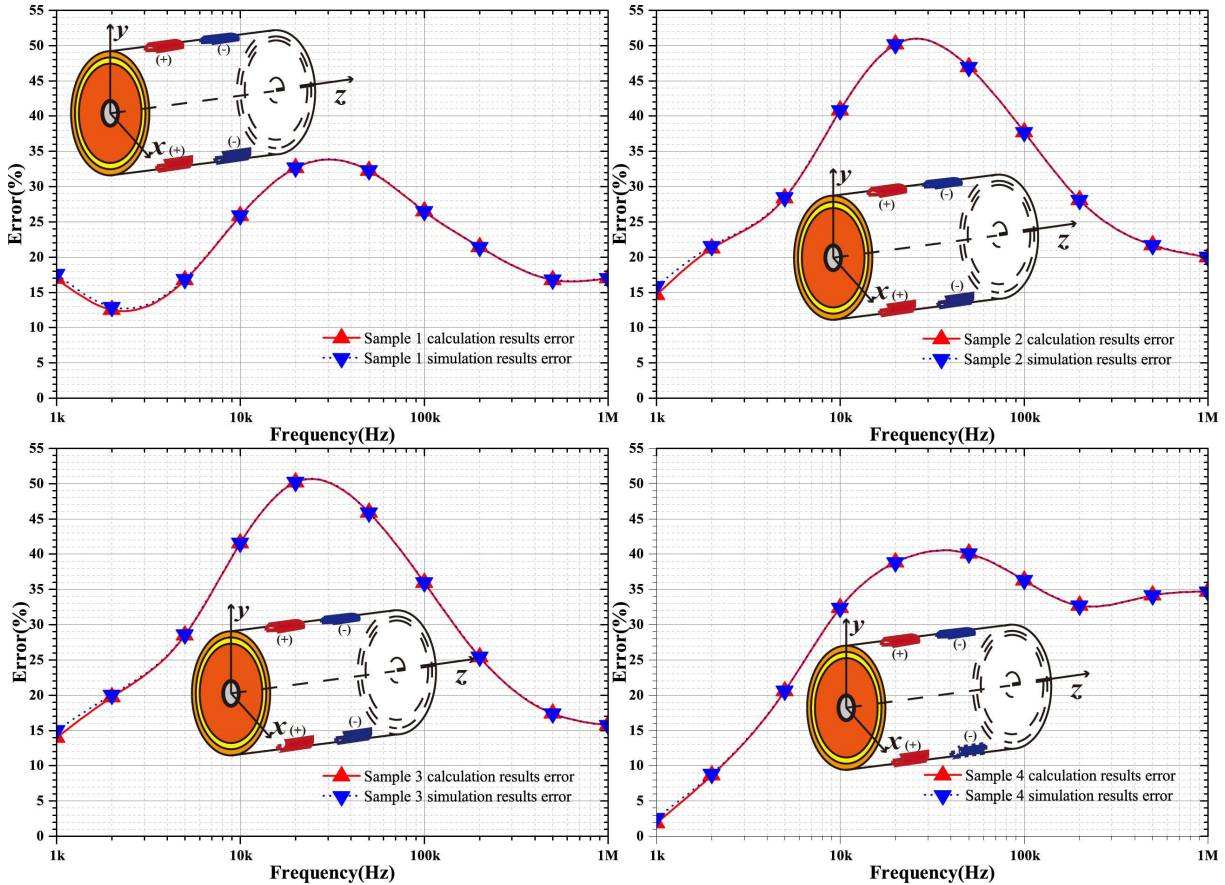 55
50
45
40
35
30
25
20
15
10
5
0
Error(%)
y
(+)
(-)
z
x
(+)
(-)
Sample 1 calculation results error
Sample 1 simulation results error
1k
10k
100k
1M
Frequency(Hz)
55
50
45
40
35
30
25
20
15
10
5
0
Error(%)
y
(+)
(-)
z
x
(+)
(-)
Sample 2 calculation results error
Sample 2 simulation results error
1k
10k
100k
1M
Frequency(Hz)
55
50
45
40
35
30
25
20
15
10
5
0
Error(%)
y
(+)
(-)
z
x
(+)
(-)
Sample 3 calculation results error
Sample 3 simulation results error
1k
10k
100k
1M
Frequency(Hz)
55
50
45
40
35
30
25
20
15
10
5
0
Error(%)
y
(+)
(-)
z
x
(+)
(-)
Sample 4 calculation results error
Sample 4 simulation results error
1k
10k
100k
1M
Frequency(Hz)